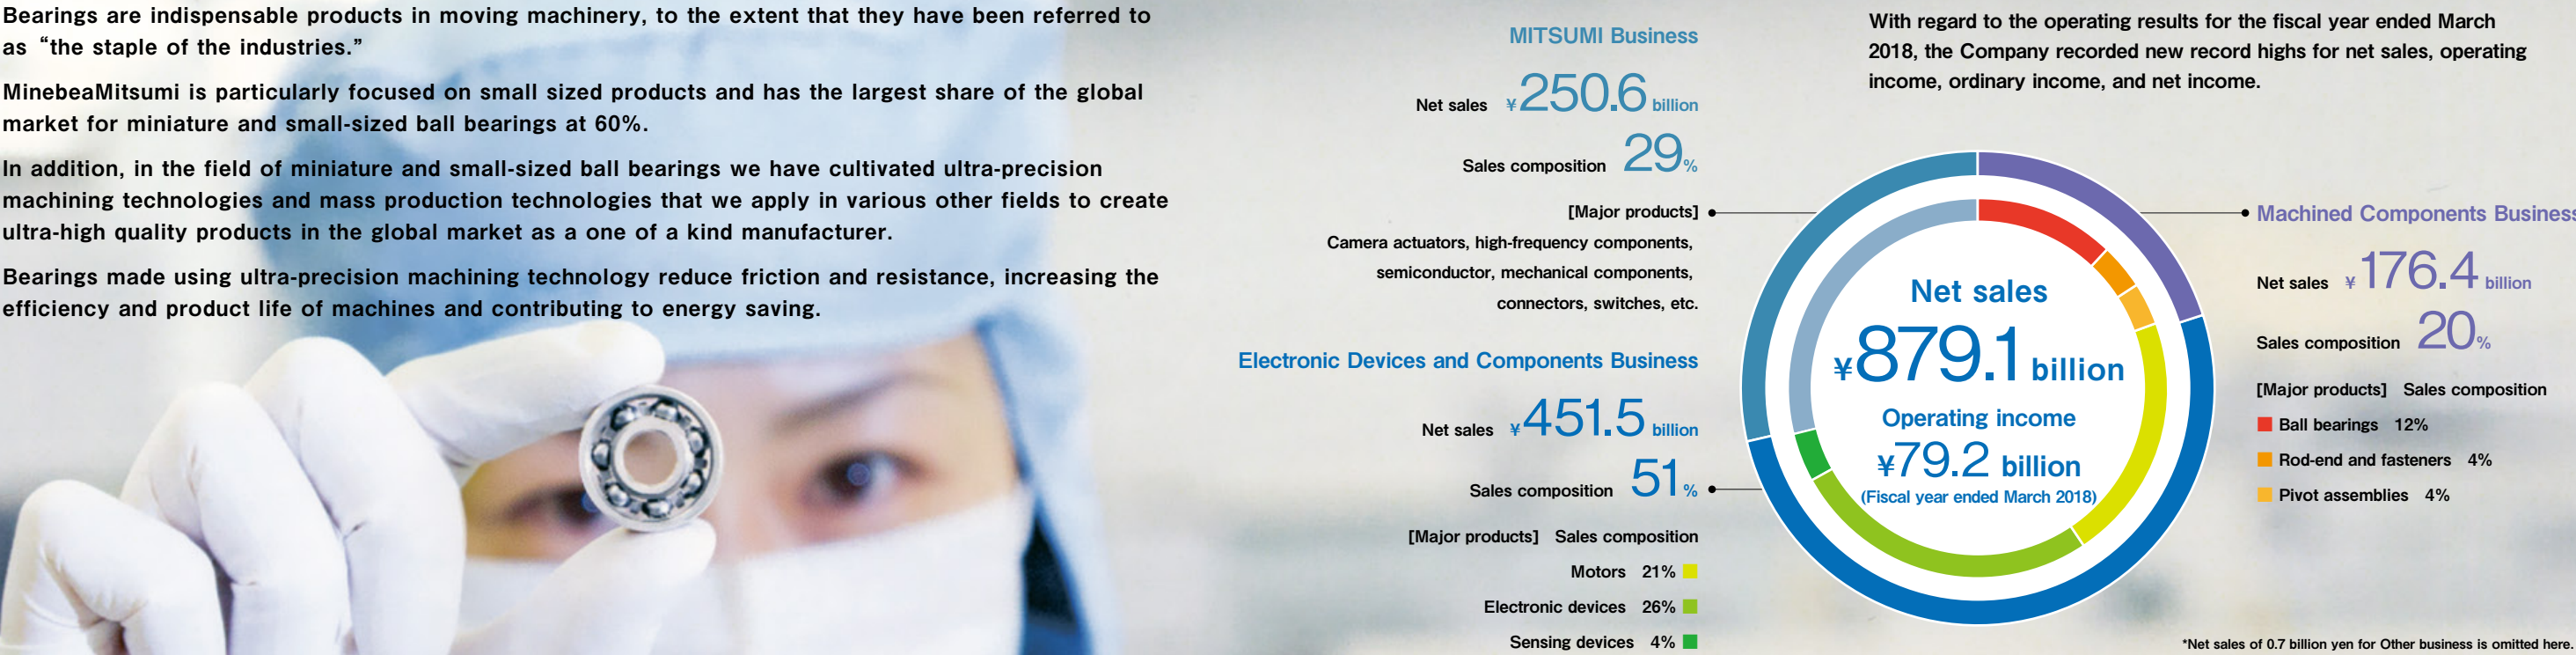 Bearings are indispensable products in moving machinery, to the extent that they have been referred to
as “the staple of the industries.”
MinebeaMitsumi is particularly focused on small sized products and has the largest share of the global
market for miniature and small-sized ball bearings at 60%.
In addition, in the field of miniature and small-sized ball bearings we have cultivated ultra-precision
machining technologies and mass production technologies that we apply in various other fields to create
ultra-high quality products in the global market as a one of a kind manufacturer.
Bearings made using ultra-precision machining technology reduce friction and resistance, increasing the
efficiency and product life of machines and contributing to energy saving.
With regard to the operating results for the fiscal year ended March
2018, the Company recorded new record highs for net sales, operating
income, ordinary income, and net income.
MITSUMI Business
Net sales ¥250.6 billion
Sales composition 29%
[Major products]
Camera actuators, high-frequency components,
semiconductor, mechanical components,
connectors, switches, etc.
Electronic Devices and Components Business
Net sales ¥451.5 billion
Sales composition 51%
[Major products] Sales composition
Motors 21%
Electronic devices 26%
Sensing devices 4%
Net sales
¥879.1 billion
Operating income
¥79.2 billion
(Fiscal year ended March 2018)
Machined Components Business
Net sales ¥176.4 billion
Sales composition 20%
[Major products] Sales composition
Ball bearings 12%
Rod-end and fasteners 4%
Pivot assemblies 4%
*Net sales of 0.7 billion yen for Other business is omitted here.